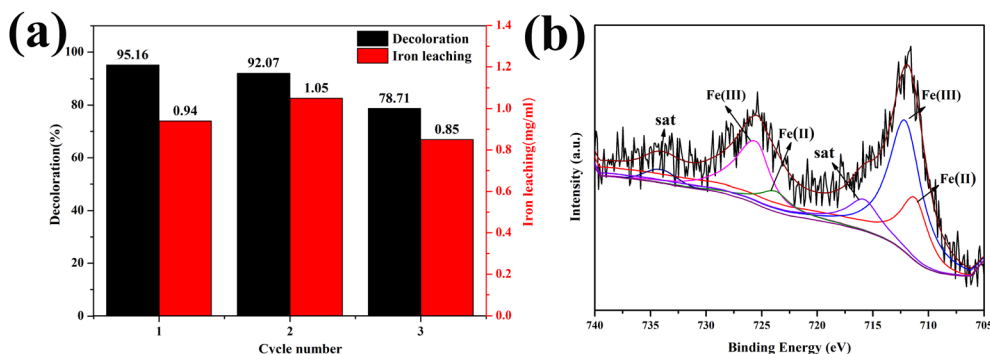 (a)
Decoloration
Iron leaching
95.16
92.07
78.71
0.94
1.05
0.85
100
80
60
40
20
0
Decoloration(%)
1.4
1.2
1.0
0.8
0.6
0.4
0.2
0.0
Iron leaching(mg/ml)
1 2 3
Cycle number
(b)
Fe(III)
Fe(III)
Fe(II)
sat
sat
Fe(II)
Intensity (a.u.)
740 735 730 725 720 715 710 705
Binding Energy (eV)